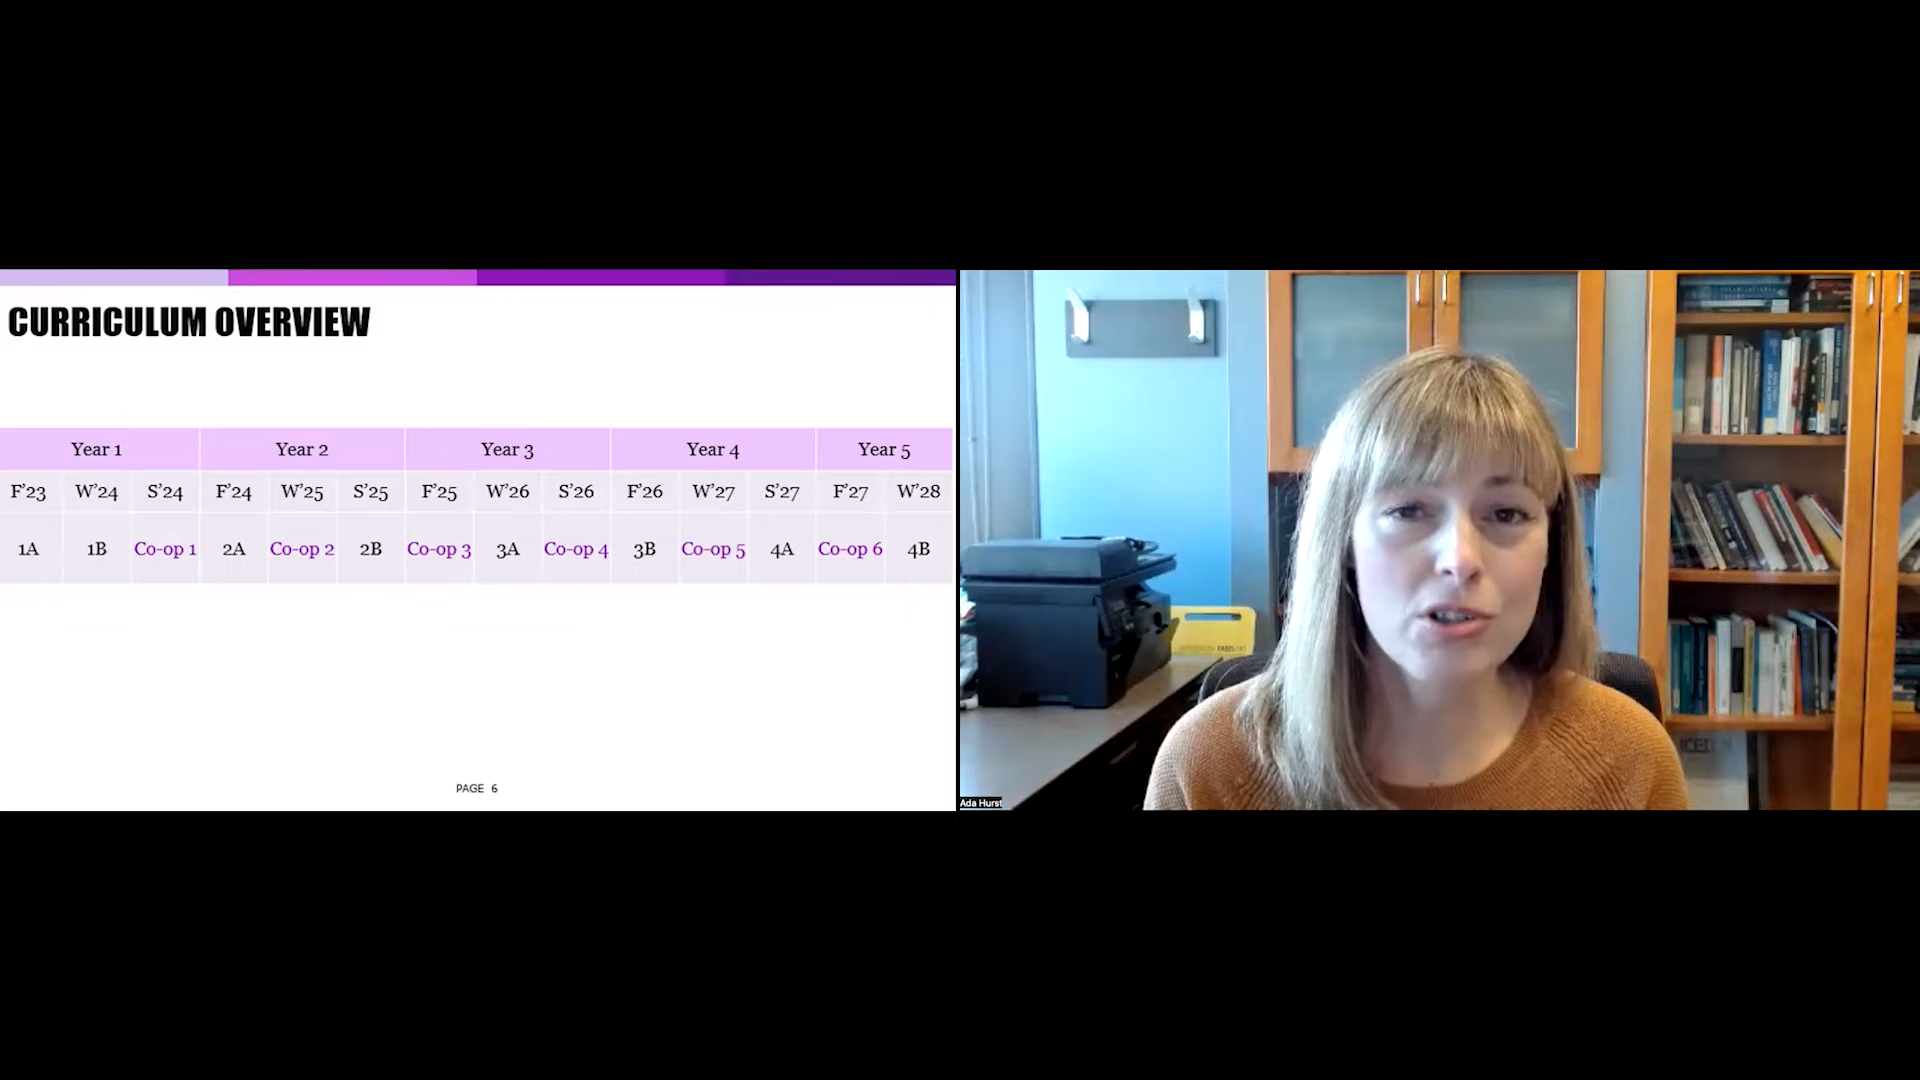 CURRICULUM OVERVIEW
Year 1 Year 2 Year 3 Year 4 Year 5
F’23 W’24 S’24 F’24 W’25 S’25 F’25 W’26 S’26 F’26 W’27 S’27 F’27 W’28
1A 1B Co-op 1 2A Co-op 2 2B Co-op 3 3A Co-op 4 3B Co-op 5 4A Co-op 6 4B
PAGE 6
Ada Hurst